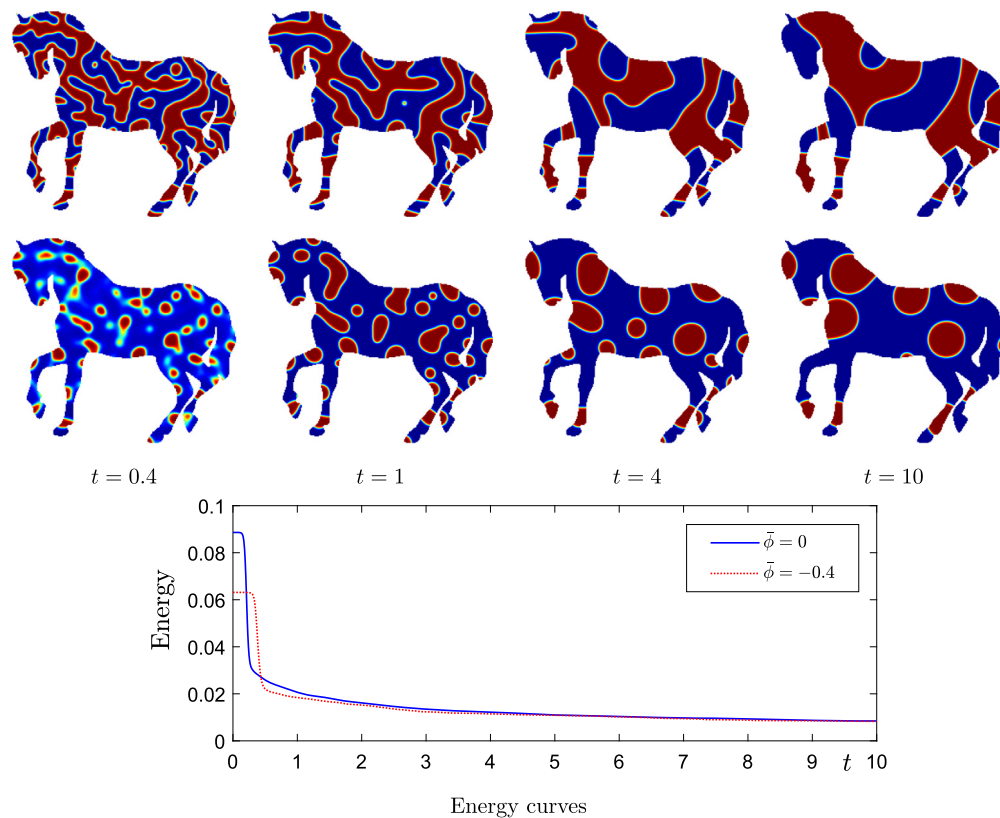 t = 0.4 t = 1 t = 4 t = 10
0.1
0.08
0.06
0.04
0.02
0
Energy
ϕ̄ = 0
ϕ̄ = −0.4
0 1 2 3 4 5 6 7 8 9 10
t
Energy curves